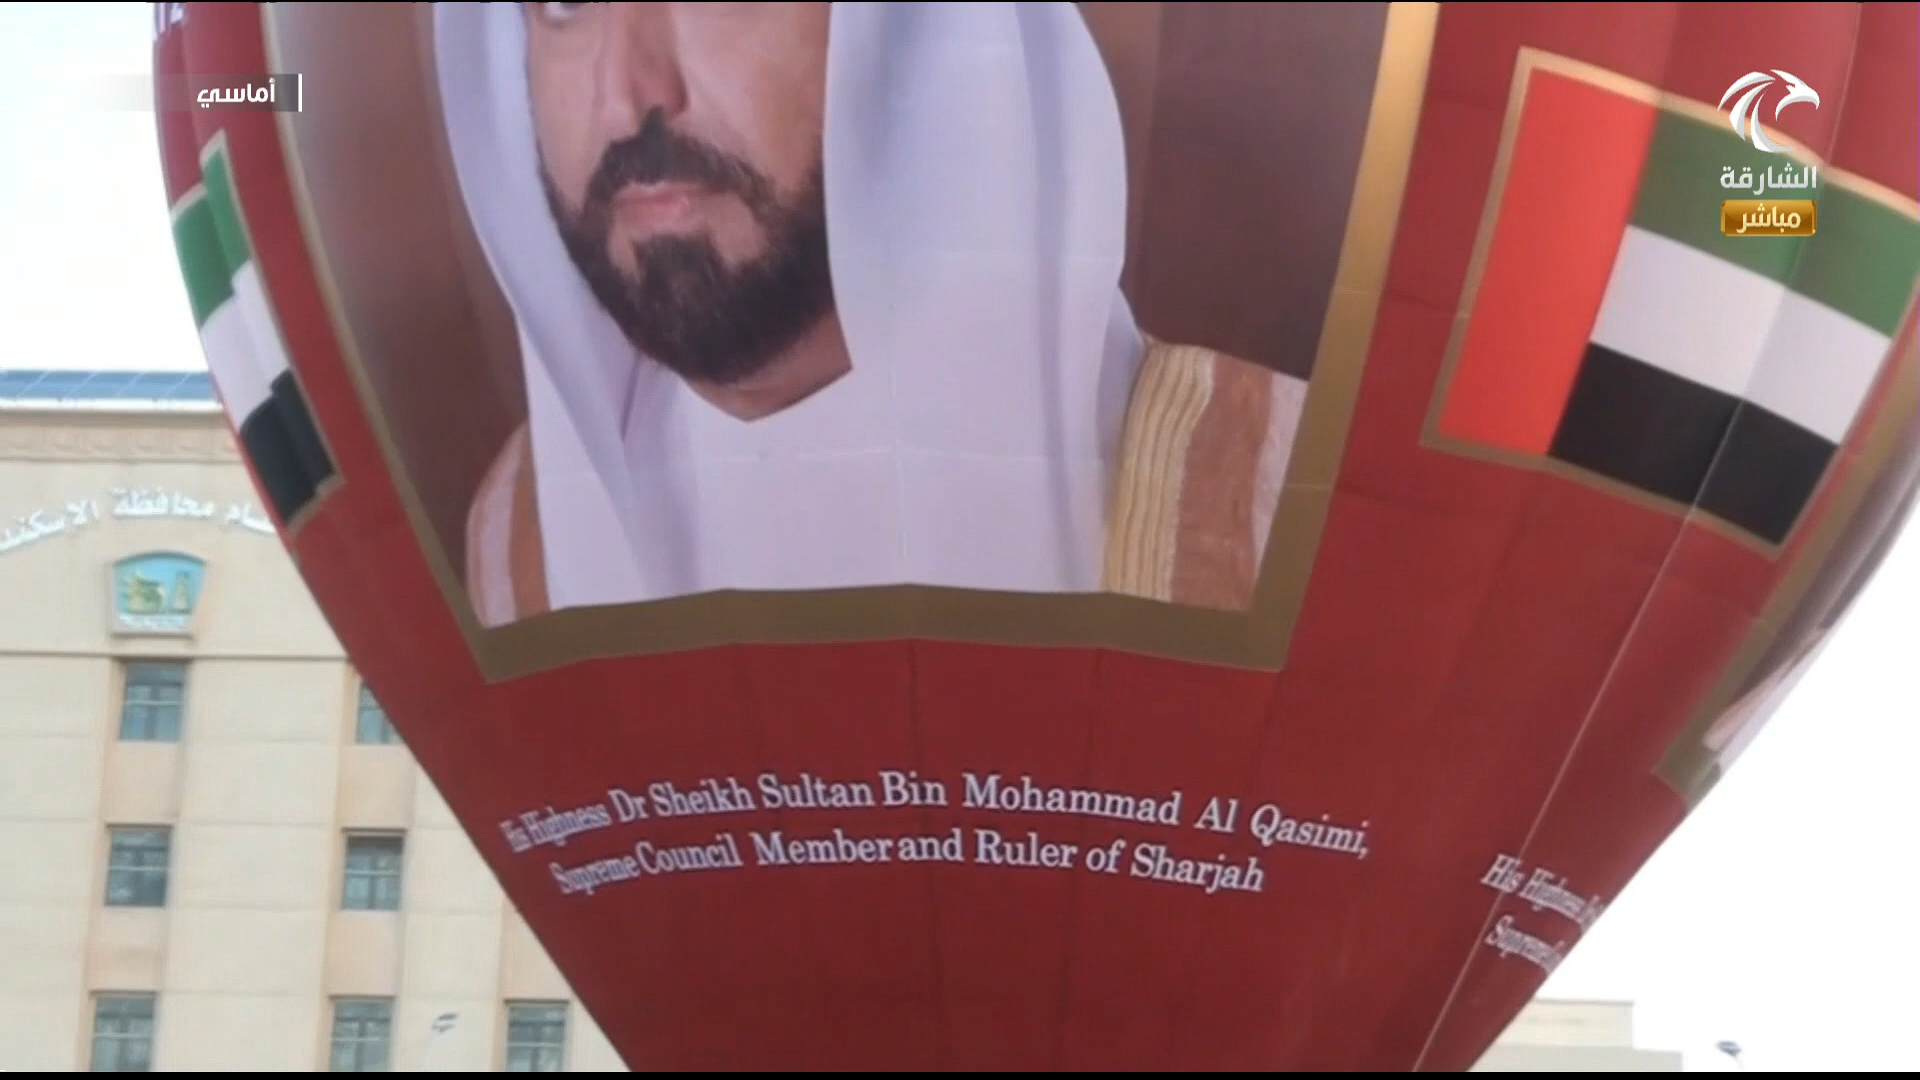 أماسي
الشارقة
مباشر
محافظة
His Highness Dr Sheikh Sultan Bin Mohammad Al Qasimi,
Supreme Council Member and Ruler of Sharjah
His Highness